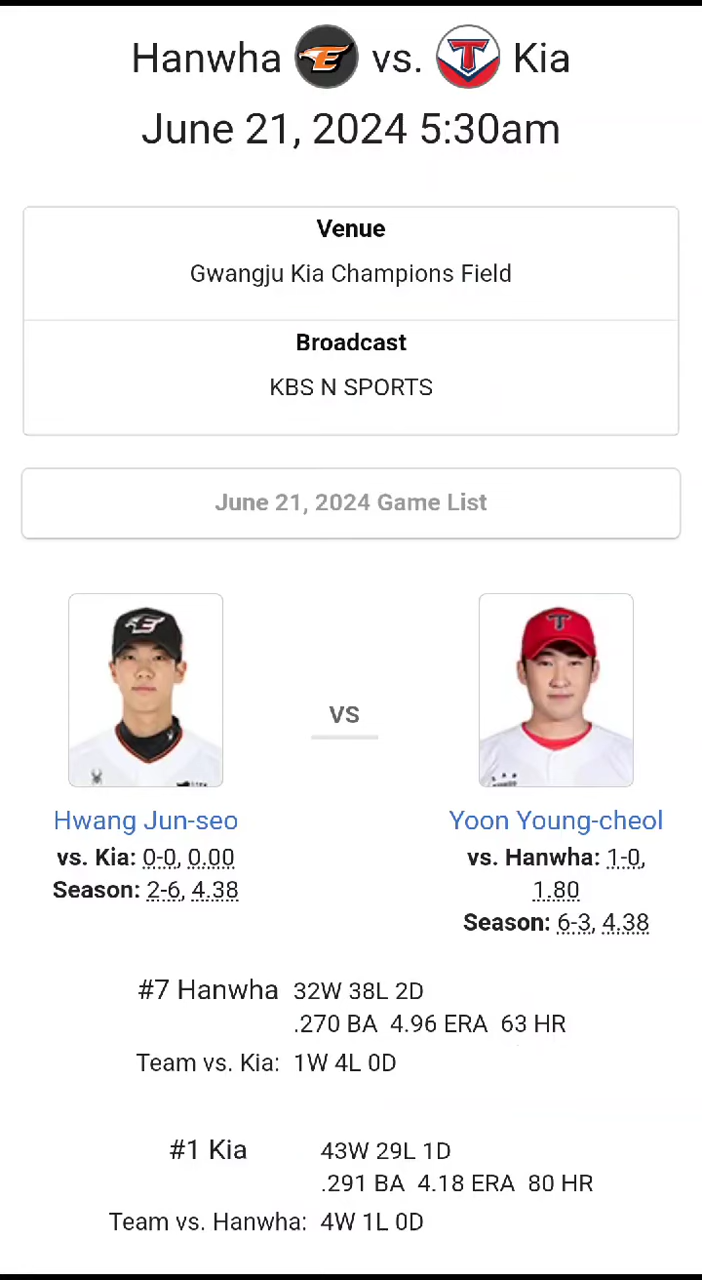 Hanwha E vs. T Kia
June 21, 2024 5:30am
Venue
Gwangju Kia Champions Field
Broadcast
KBS N SPORTS
June 21, 2024 Game List
VS
Hwang Jun-seo
vs. Kia: 0-0, 0.00
Season: 2-6, 4.38
Yoon Young-cheol
vs. Hanwha: 1-0,
1.80
Season: 6-3, 4.38
#7 Hanwha 32W 38L 2D
.270 BA 4.96 ERA 63 HR
Team vs. Kia: 1W 4L 0D
#1 Kia 43W 29L 1D
.291 BA 4.18 ERA 80 HR
Team vs. Hanwha: 4W 1L 0D